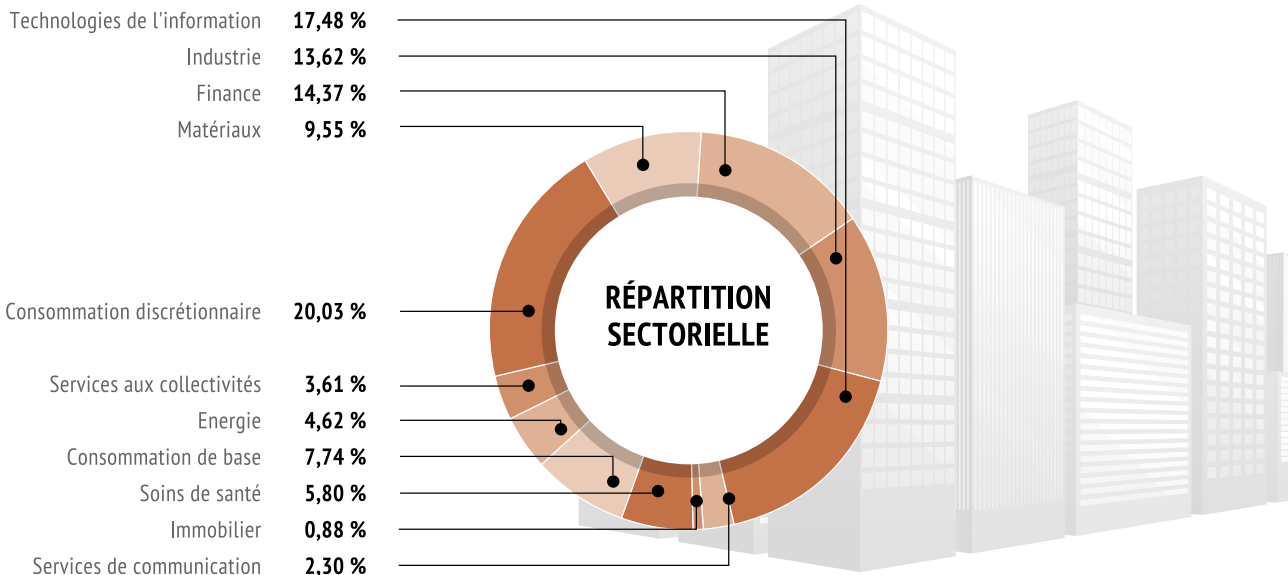 Technologies de l'information 17,48 %
Industrie 13,62 %
Finance 14,37 %
Matériaux 9,55 %
Consommation discrétionnaire 20,03 %
Services aux collectivités 3,61 %
Energie 4,62 %
Consommation de base 7,74 %
Soins de santé 5,80 %
Immobilier 0,88 %
Services de communication 2,30 %
RÉPARTITION
SECTORIELLE